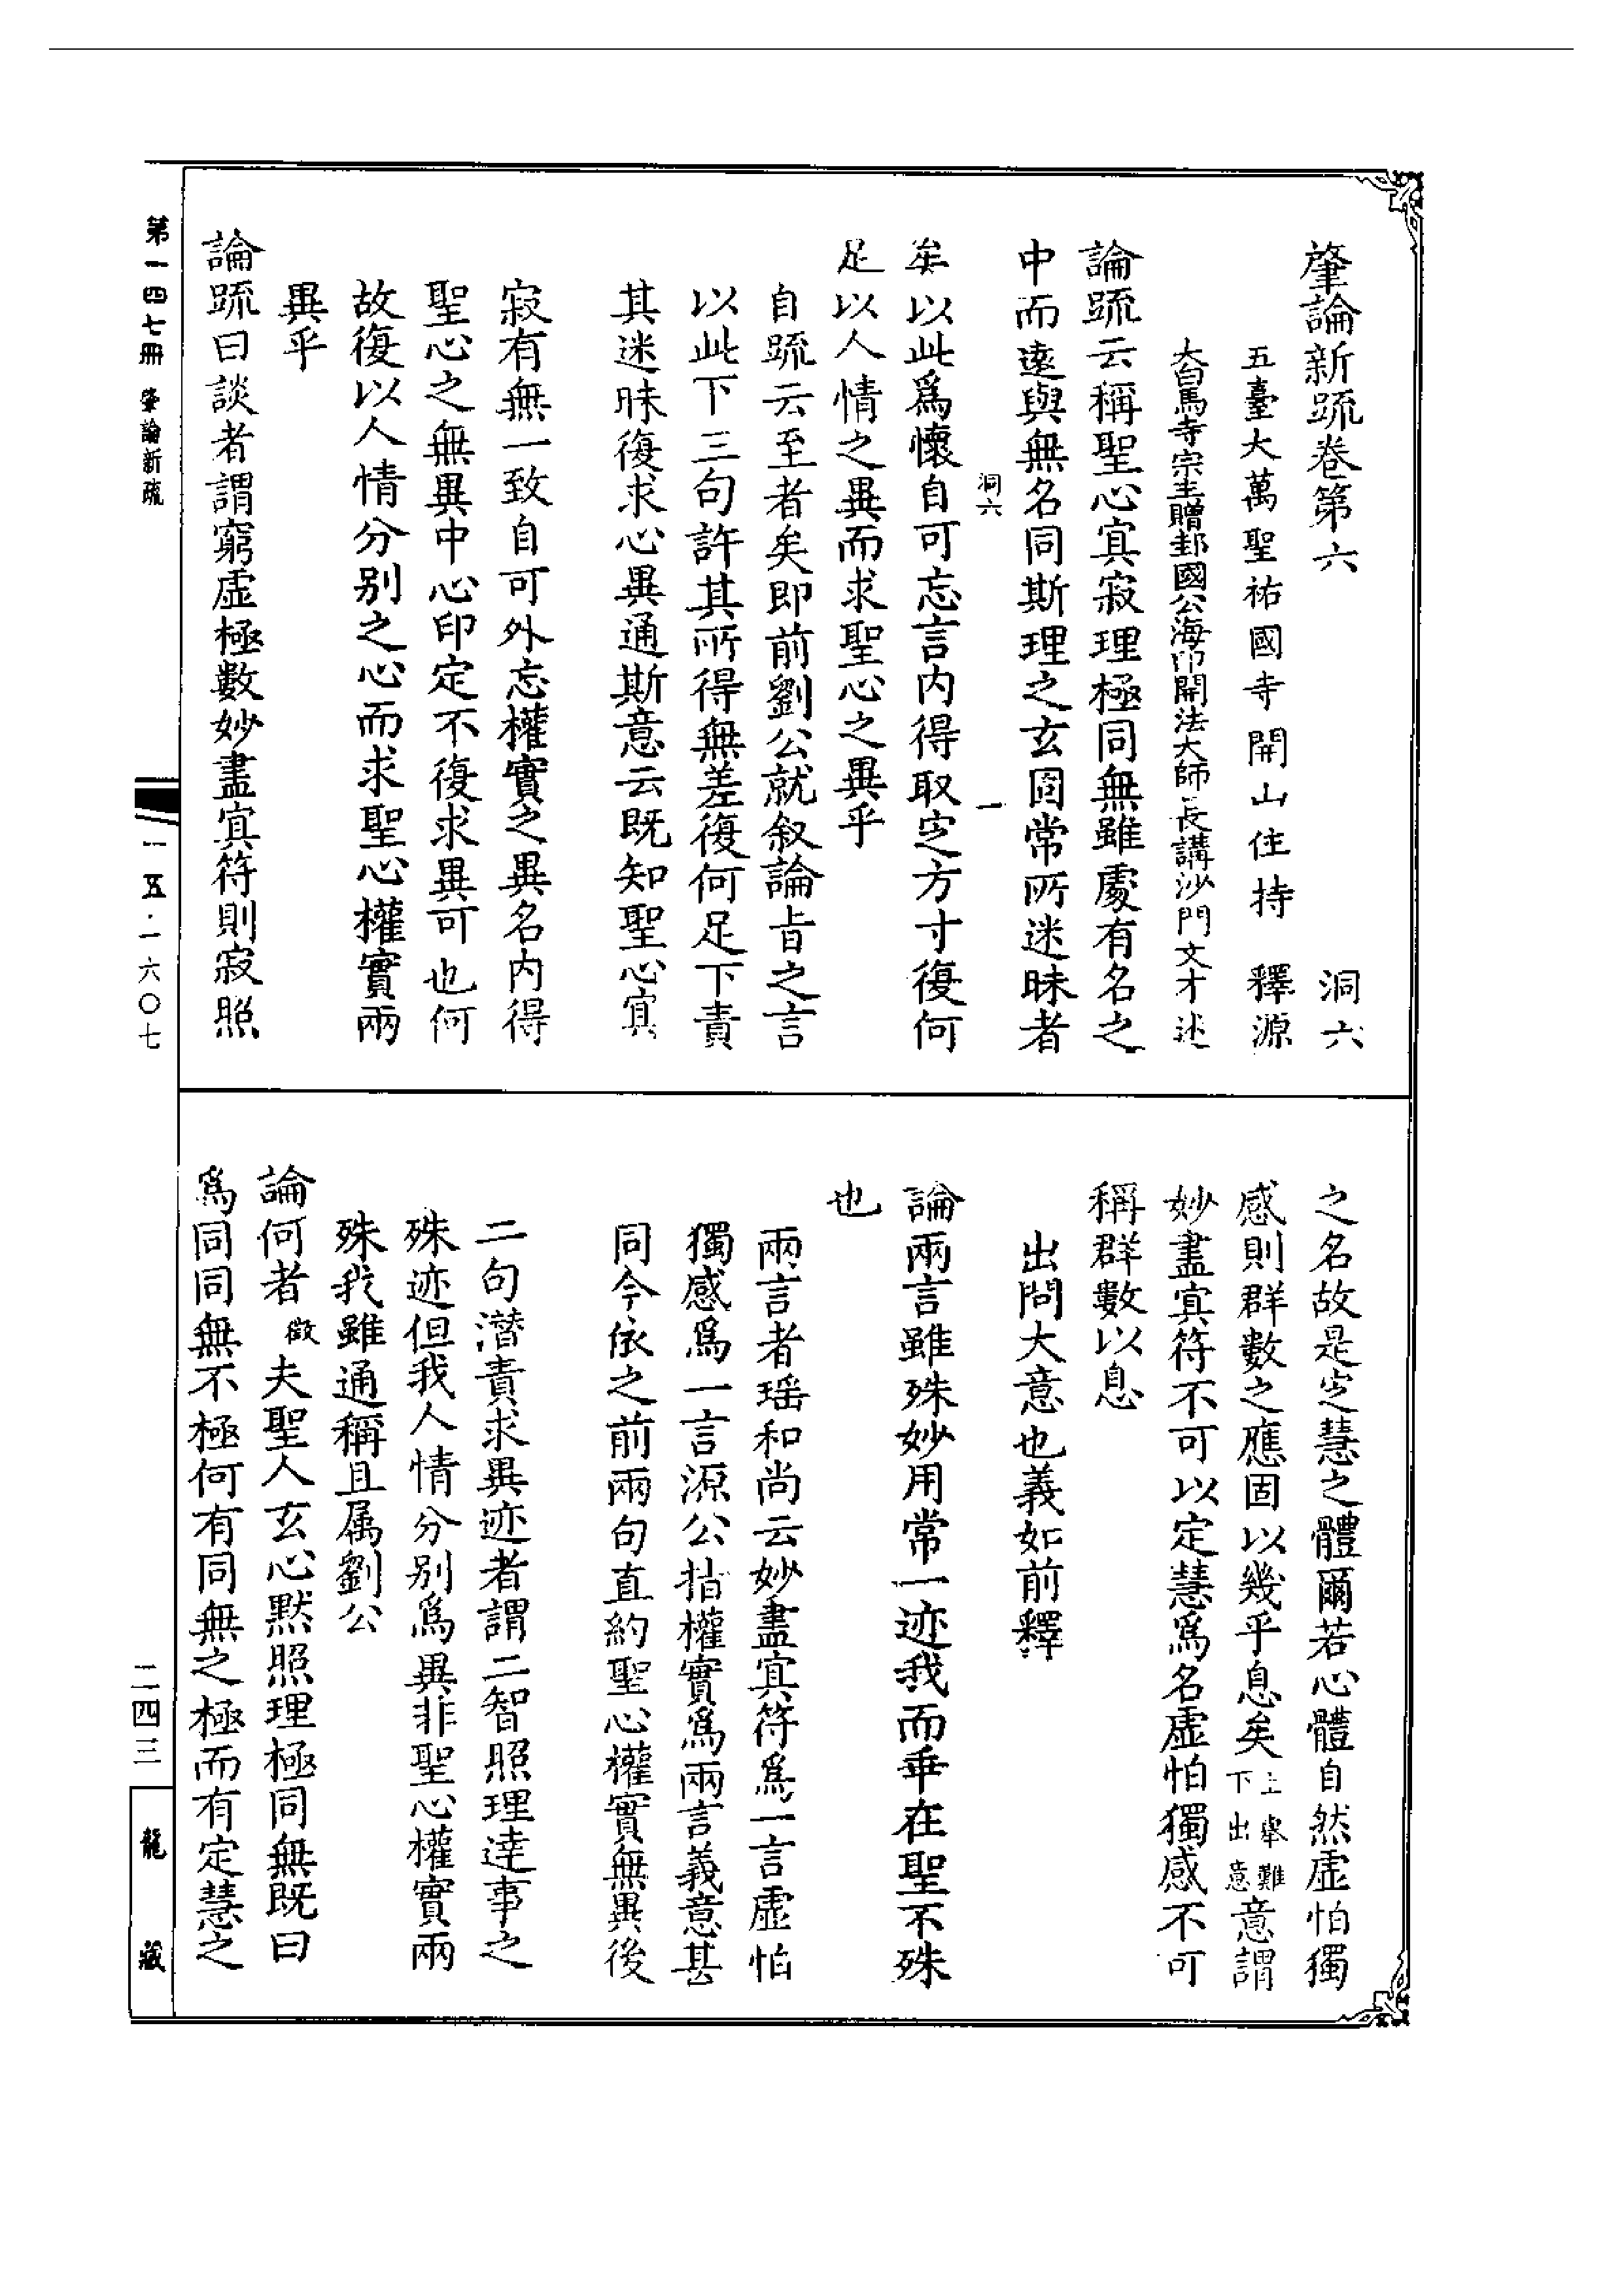 肇論新疏卷第六　洞六
五臺大萬聖祐國寺開山住持　釋源
大白馬寺宗主贈邽國公海印開法大師長講沙門文才述
論疏云稱聖心㝠寂理極同無雖處有名之
中而遠與無名同斯理之玄固常所迷昧者
洞六　一
矣以此爲懷自可忘言内得取㝎方寸復何
足以人情之異而求聖心之異乎
自疏云至者矣即前劉公就叙論㫖之言
以此下三句許其所得無差復何足下責
其迷昧復求心異通斯意云既知聖心㝠
寂有無一致自可外忘權實之異名内得
聖心之無異中心印定不復求異可也何
故復以人情分别之心而求聖心權實兩
異乎
論疏曰談者謂窮虛極數妙盡㝠符則寂照
之名故是㝎慧之體爾若心體自然虛怕獨
感則群數之應固以幾乎息矣上舉難下出意意謂
妙盡㝠符不可以定慧爲名虛怕獨感不可
稱群數以息
出問大意也義如前釋
論兩言雖殊妙用常一迹我而乖在聖不殊
也
兩言者瑶和尚云妙盡㝠符爲一言虛怕
獨感爲一言源公指權實爲兩言義意甚
同今依之前兩句直約聖心權實無異後
二句潛責求異迹者謂二智照理達事之
殊迹但我人情分别爲異非聖心權實兩
殊我雖通稱且属劉公
論何者徵夫聖人玄心默照理極同無既曰
爲同同無不極何有同無之極而有定慧之
第一四七冊　肇論新疏
一五·一六〇七
二四三
龍藏